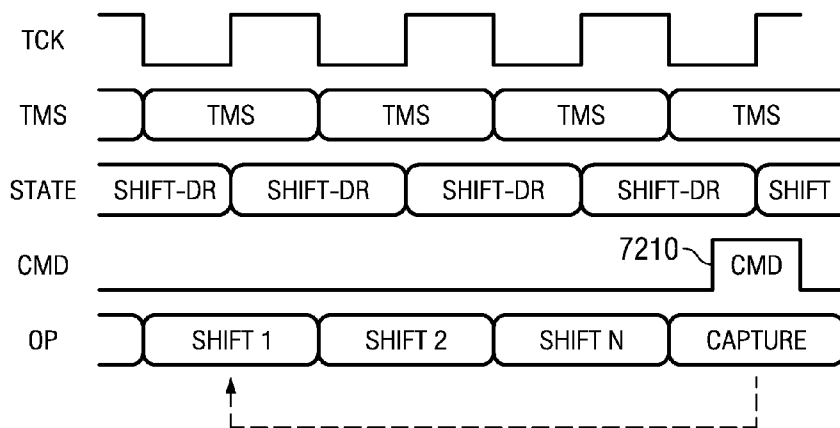 TCK
TMS TMS TMS TMS TMS
STATE SHIFT-DR SHIFT-DR SHIFT-DR SHIFT-DR SHIFT
CMD 7210 CMD
OP SHIFT 1 SHIFT 2 SHIFT N CAPTURE